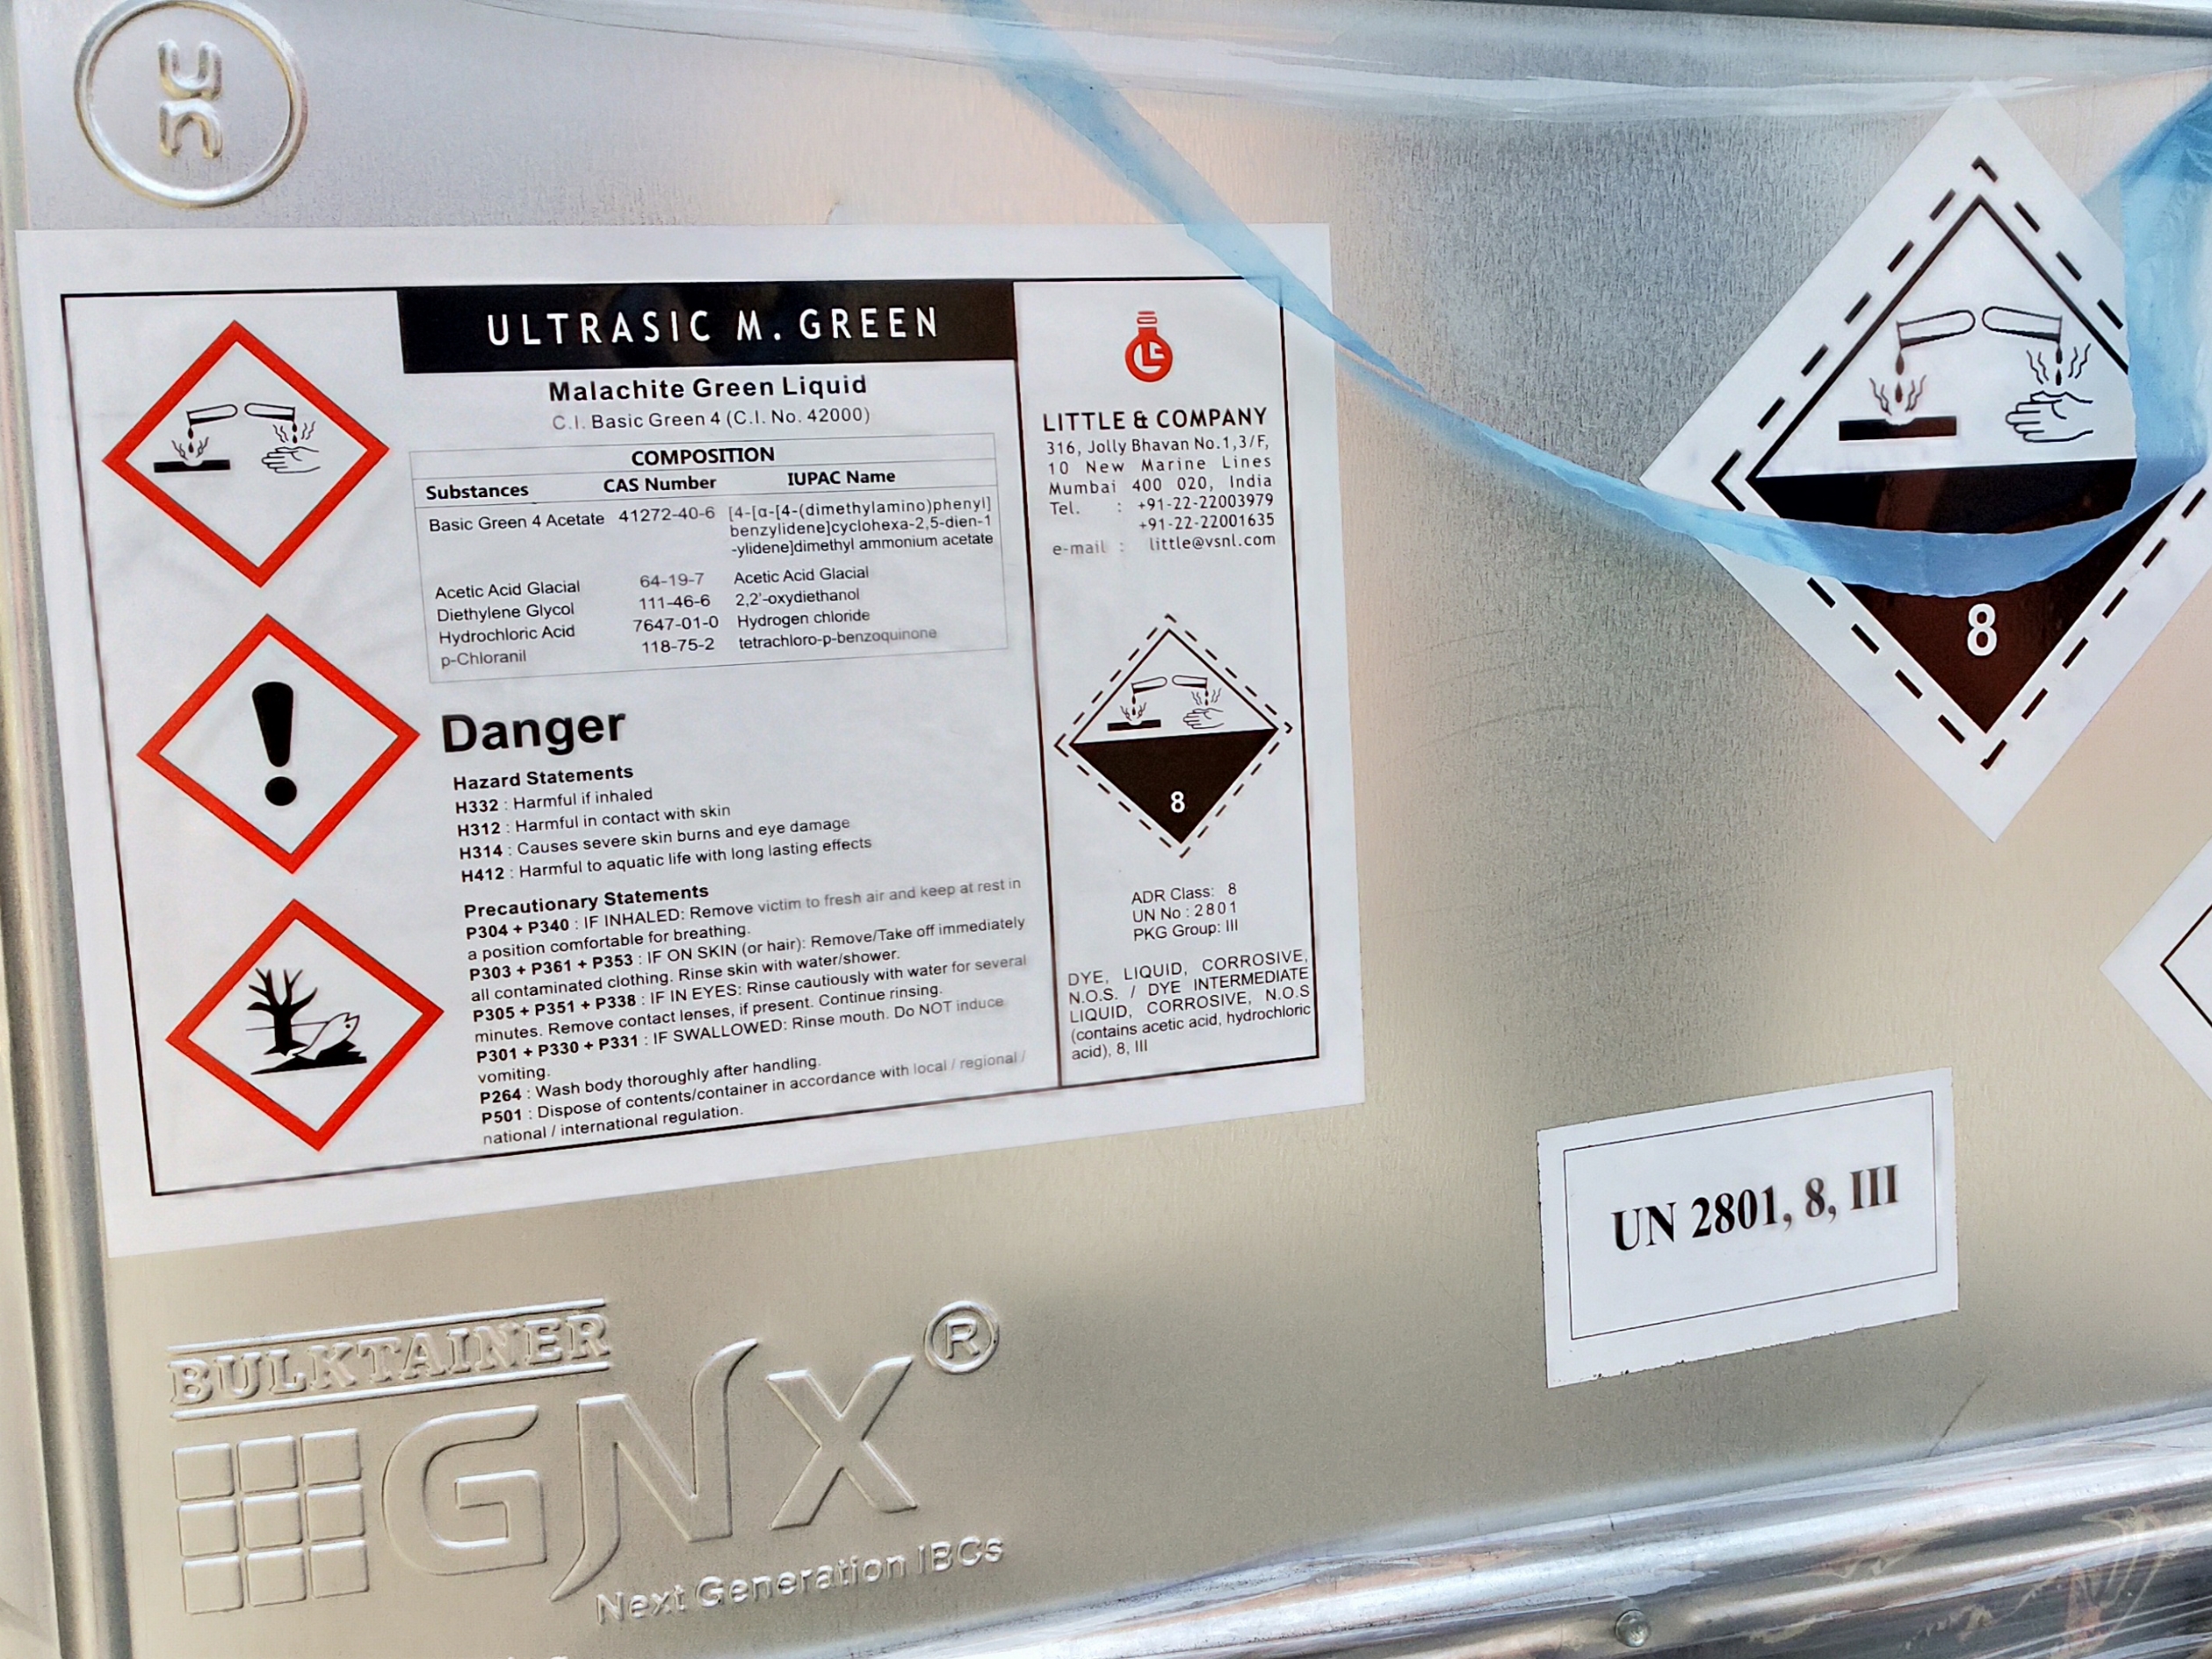 ULTRASIC M. GREEN
Malachite Green Liquid
C.I. Basic Green 4 (C.I. No. 42000)
COMPOSITION
Substances CAS Number IUPAC Name
Basic Green 4 Acetate 41272-40-6 [4-[α-[4-(dimethylamino)phenyl]
benzylidene]cyclohexa-2,5-dien-1
-ylidene]dimethyl ammonium acetate
Acetic Acid Glacial 64-19-7 Acetic Acid Glacial
Diethylene Glycol 111-46-6 2,2'-oxydiethanol
Hydrochloric Acid 7647-01-0 Hydrogen chloride
p-Chloranil 118-75-2 tetrachloro-p-benzoquinone
Danger
Hazard Statements
H332 : Harmful if inhaled
H312 : Harmful in contact with skin
H314 : Causes severe skin burns and eye damage
H412 : Harmful to aquatic life with long lasting effects
Precautionary Statements
P304 + P340 : IF INHALED: Remove victim to fresh air and keep at rest in
a position comfortable for breathing.
P303 + P361 + P353 : IF ON SKIN (or hair): Remove/Take off immediately
all contaminated clothing. Rinse skin with water/shower.
P305 + P351 + P338 : IF IN EYES: Rinse cautiously with water for several
minutes. Remove contact lenses, if present. Continue rinsing.
P301 + P330 + P331 : IF SWALLOWED: Rinse mouth. Do NOT induce
vomiting.
P264 : Wash body thoroughly after handling.
P501 : Dispose of contents/container in accordance with local / regional /
national / international regulation.
LITTLE & COMPANY
316, Jolly Bhavan No.1,3/F,
10 New Marine Lines
Mumbai 400 020, India
Tel. : +91-22-22003979
+91-22-22001635
e-mail : little@vsnl.com
8
ADR Class: 8
UN No : 2801
PKG Group: III
DYE, LIQUID, CORROSIVE,
N.O.S. / DYE INTERMEDIATE
LIQUID, CORROSIVE, N.O.S
(contains acetic acid, hydrochloric
acid), 8, III
8
UN 2801, 8, III
BULKTAINER
GNX®
Next Generation IBCs